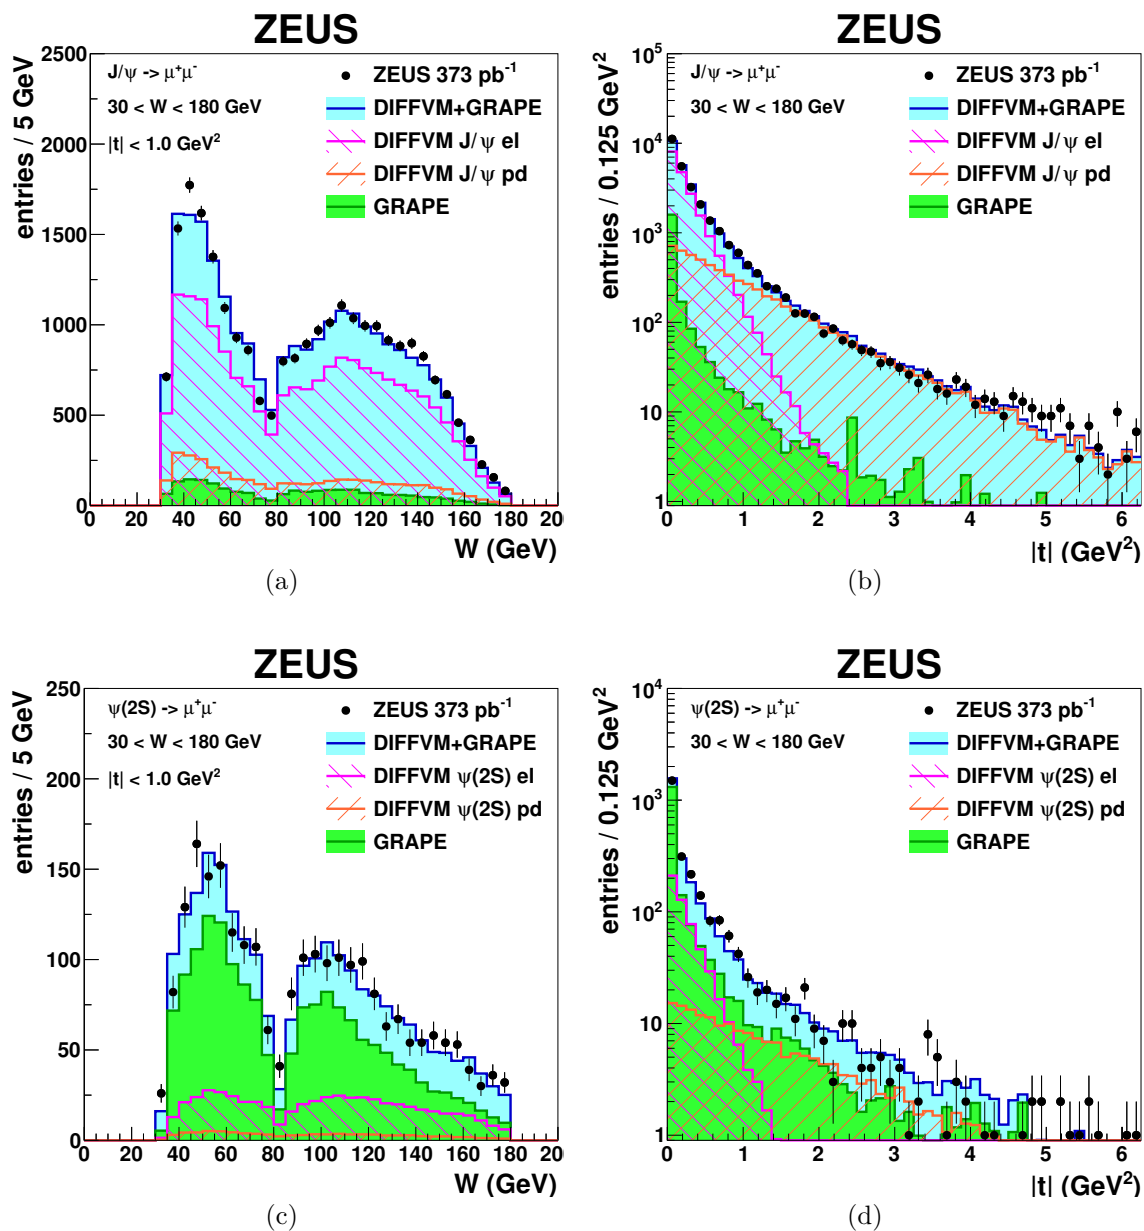 ZEUS
entries / 5 GeV
2500
2000
1500
1000
500
0
J/ψ -> μ⁺μ⁻
30 < W < 180 GeV
|t| < 1.0 GeV²
ZEUS 373 pb⁻¹
DIFFVM+GRAPE
DIFFVM J/ψ el
DIFFVM J/ψ pd
GRAPE
0 20 40 60 80 100 120 140 160 180 20
W (GeV)
(a)
ZEUS
entries / 0.125 GeV²
10⁵
10⁴
10³
10²
10
1
J/ψ -> μ⁺μ⁻
30 < W < 180 GeV
ZEUS 373 pb⁻¹
DIFFVM+GRAPE
DIFFVM J/ψ el
DIFFVM J/ψ pd
GRAPE
0 1 2 3 4 5 6
|t| (GeV²)
(b)
ZEUS
entries / 5 GeV
250
200
150
100
50
0
ψ(2S) -> μ⁺μ⁻
30 < W < 180 GeV
|t| < 1.0 GeV²
ZEUS 373 pb⁻¹
DIFFVM+GRAPE
DIFFVM ψ(2S) el
DIFFVM ψ(2S) pd
GRAPE
0 20 40 60 80 100 120 140 160 180 20
W (GeV)
(c)
ZEUS
entries / 0.125 GeV²
10⁴
10³
10²
10
1
ψ(2S) -> μ⁺μ⁻
30 < W < 180 GeV
ZEUS 373 pb⁻¹
DIFFVM+GRAPE
DIFFVM ψ(2S) el
DIFFVM ψ(2S) pd
GRAPE
0 1 2 3 4 5 6
|t| (GeV²)
(d)